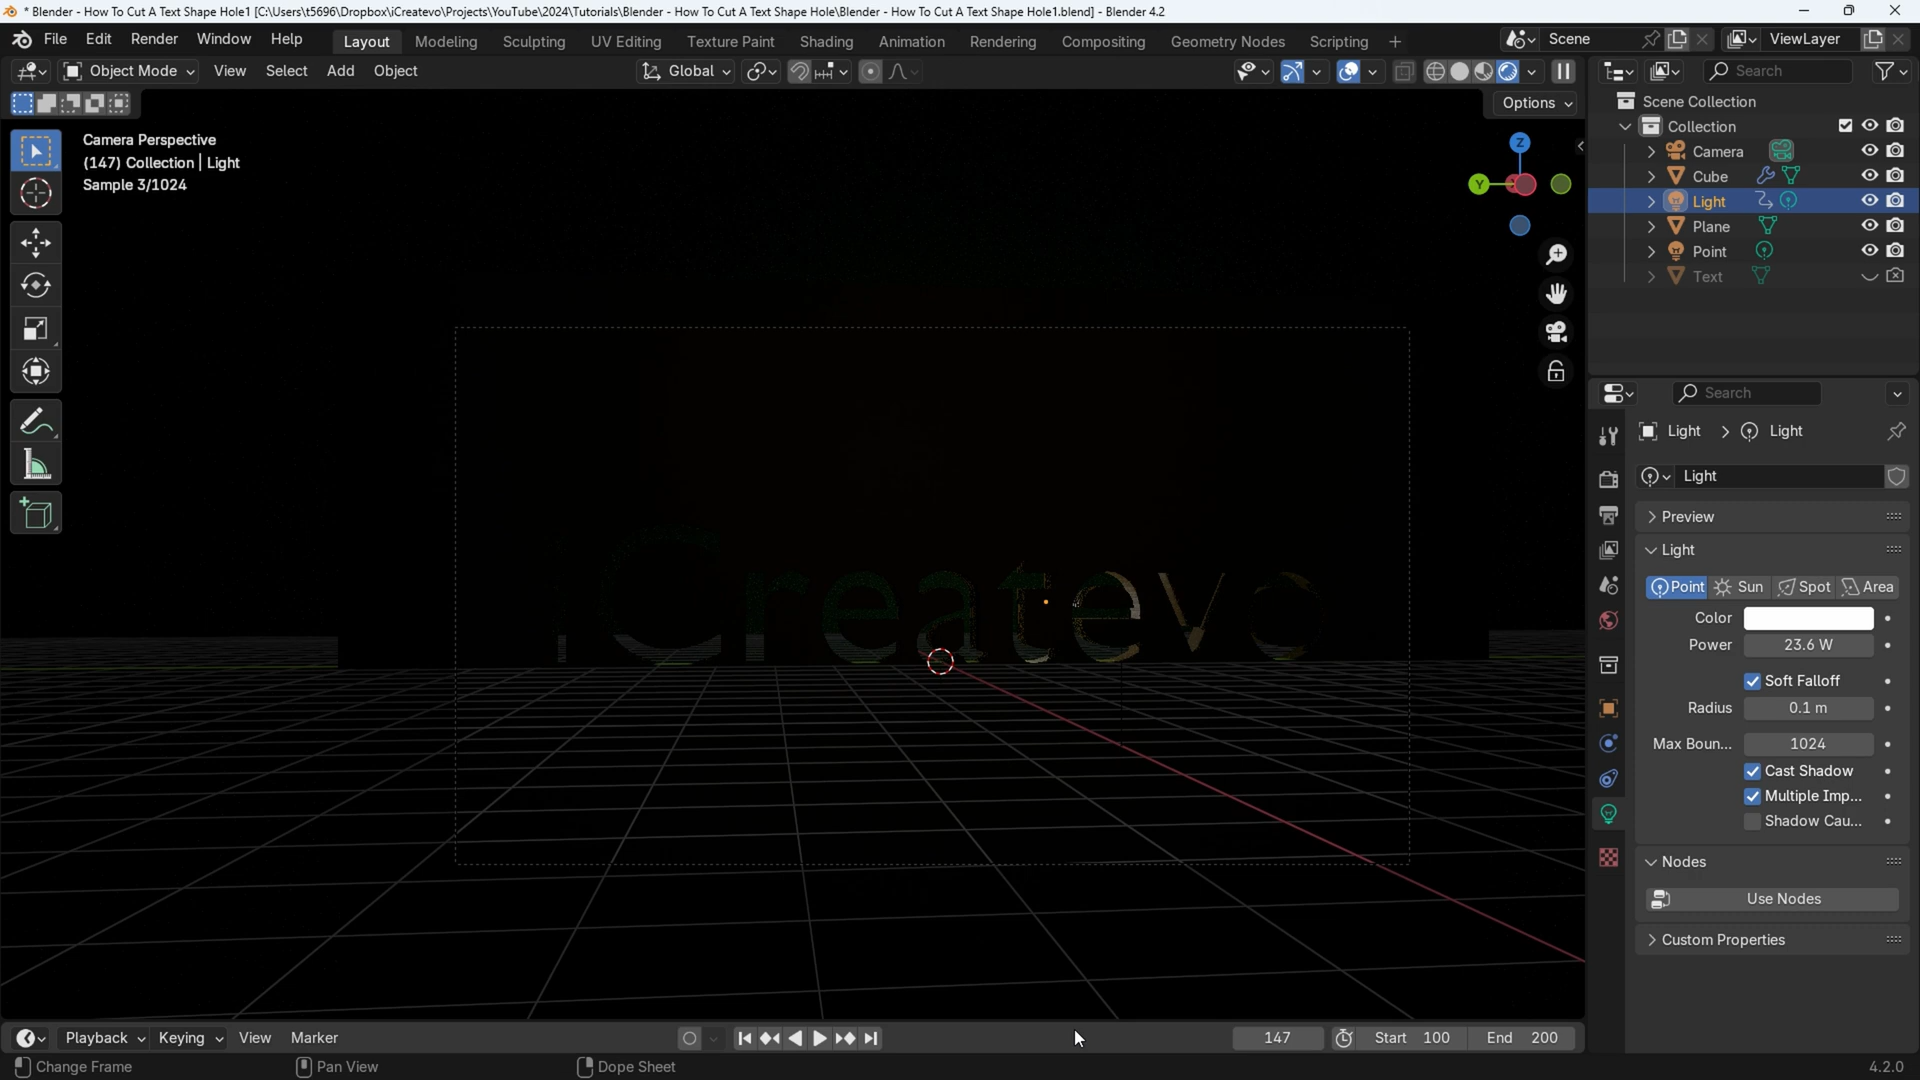 * Blender - How To Cut A Text Shape Hole1 [C:\Users\t5696\Dropbox\iCreatevo\Projects\YouTube\2024\Tutorials\Blender - How To Cut A Text Shape Hole\Blender - How To Cut A Text Shape Hole1.blend] - Blender 4.2
File Edit Render Window Help Layout Modeling Sculpting UV Editing Texture Paint Shading Animation Rendering Compositing Geometry Nodes Scripting + Scene ViewLayer
Object Mode View Select Add Object Global Search
Options
Scene Collection
Collection
Camera
Cube
Light
Plane
Point
Text
Camera Perspective
(147) Collection | Light
Sample 3/1024
Z
Y
iCreatevo
Search
Light > Light
Light
Preview
Light
Point Sun Spot Area
Color
Power 23.6 W
Soft Falloff
Radius 0.1 m
Max Boun... 1024
Cast Shadow
Multiple Imp...
Shadow Cau...
Nodes
Use Nodes
Custom Properties
Playback Keying View Marker 147 Start 100 End 200
Change Frame Pan View Dope Sheet 4.2.0